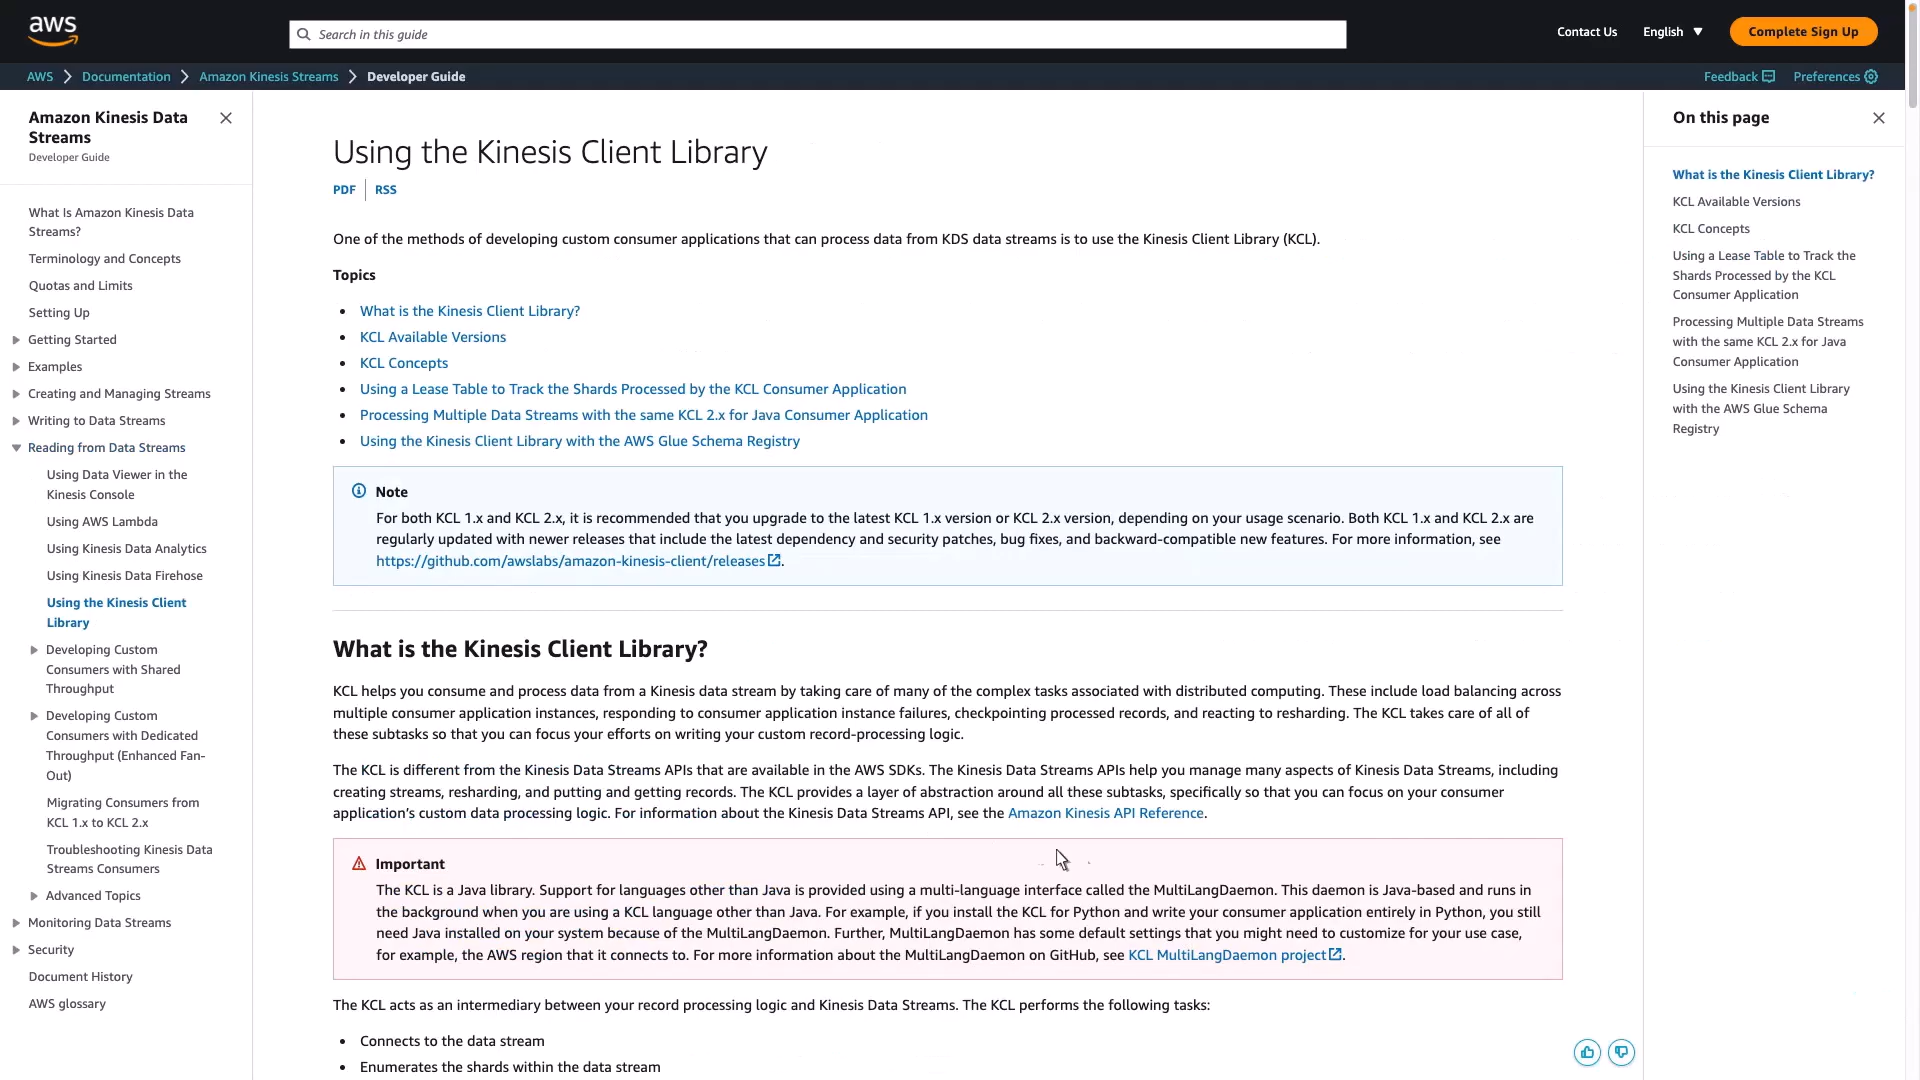 aws
Search in this guide
Contact Us
English
Complete Sign Up
AWS
Documentation
Amazon Kinesis Streams
Developer Guide
Feedback
Preferences
Amazon Kinesis Data
Streams
Developer Guide
What Is Amazon Kinesis Data
Streams?
Terminology and Concepts
Quotas and Limits
Setting Up
Getting Started
Examples
Creating and Managing Streams
Writing to Data Streams
Reading from Data Streams
Using Data Viewer in the
Kinesis Console
Using AWS Lambda
Using Kinesis Data Analytics
Using Kinesis Data Firehose
Using the Kinesis Client
Library
Developing Custom
Consumers with Shared
Throughput
Developing Custom
Consumers with Dedicated
Throughput (Enhanced Fan-
Out)
Migrating Consumers from
KCL 1.x to KCL 2.x
Troubleshooting Kinesis Data
Streams Consumers
Advanced Topics
Monitoring Data Streams
Security
Document History
AWS glossary
Using the Kinesis Client Library
PDF
RSS
One of the methods of developing custom consumer applications that can process data from KDS data streams is to use the Kinesis Client Library (KCL).
Topics
• What is the Kinesis Client Library?
• KCL Available Versions
• KCL Concepts
• Using a Lease Table to Track the Shards Processed by the KCL Consumer Application
• Processing Multiple Data Streams with the same KCL 2.x for Java Consumer Application
• Using the Kinesis Client Library with the AWS Glue Schema Registry
Note
For both KCL 1.x and KCL 2.x, it is recommended that you upgrade to the latest KCL 1.x version or KCL 2.x version, depending on your usage scenario. Both KCL 1.x and KCL 2.x are
regularly updated with newer releases that include the latest dependency and security patches, bug fixes, and backward-compatible new features. For more information, see
https://github.com/awslabs/amazon-kinesis-client/releases.
What is the Kinesis Client Library?
KCL helps you consume and process data from a Kinesis data stream by taking care of many of the complex tasks associated with distributed computing. These include load balancing across
multiple consumer application instances, responding to consumer application instance failures, checkpointing processed records, and reacting to resharding. The KCL takes care of all of
these subtasks so that you can focus your efforts on writing your custom record-processing logic.
The KCL is different from the Kinesis Data Streams APIs that are available in the AWS SDKs. The Kinesis Data Streams APIs help you manage many aspects of Kinesis Data Streams, including
creating streams, resharding, and putting and getting records. The KCL provides a layer of abstraction around all these subtasks, specifically so that you can focus on your consumer
application’s custom data processing logic. For information about the Kinesis Data Streams API, see the Amazon Kinesis API Reference.
Important
The KCL is a Java library. Support for languages other than Java is provided using a multi-language interface called the MultiLangDaemon. This daemon is Java-based and runs in
the background when you are using a KCL language other than Java. For example, if you install the KCL for Python and write your consumer application entirely in Python, you still
need Java installed on your system because of the MultiLangDaemon. Further, MultiLangDaemon has some default settings that you might need to customize for your use case,
for example, the AWS region that it connects to. For more information about the MultiLangDaemon on GitHub, see KCL MultiLangDaemon project.
The KCL acts as an intermediary between your record processing logic and Kinesis Data Streams. The KCL performs the following tasks:
• Connects to the data stream
• Enumerates the shards within the data stream
On this page
What is the Kinesis Client Library?
KCL Available Versions
KCL Concepts
Using a Lease Table to Track the
Shards Processed by the KCL
Consumer Application
Processing Multiple Data Streams
with the same KCL 2.x for Java
Consumer Application
Using the Kinesis Client Library
with the AWS Glue Schema
Registry